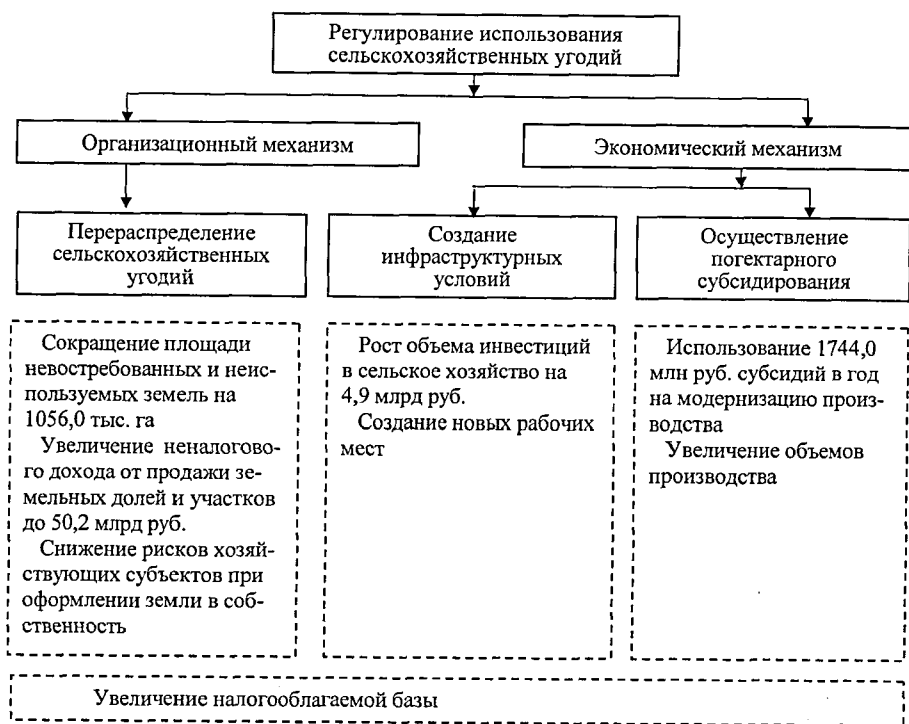 Регулирование использования
сельскохозяйственных угодий
Организационный механизм
Экономический механизм
Перераспределение
сельскохозяйственных
угодий
Создание
инфраструктурных
условий
Осуществление
погектарного
субсидирования
Сокращение площади
невостребованных и неис-
пользуемых земель на
1056,0 тыс. га
Увеличение неналогово-
го дохода от продажи зе-
мельных долей и участков
до 50,2 млрд руб.
Снижение рисков хозяй-
ствующих субъектов при
оформлении земли в соб-
ственность
Рост объема инвестиций
в сельское хозяйство на
4,9 млрд руб.
Создание новых рабочих
мест
Использование 1744,0
млн руб. субсидий в год
на модернизацию произ-
водства
Увеличение объемов
производства
Увеличение налогооблагаемой базы